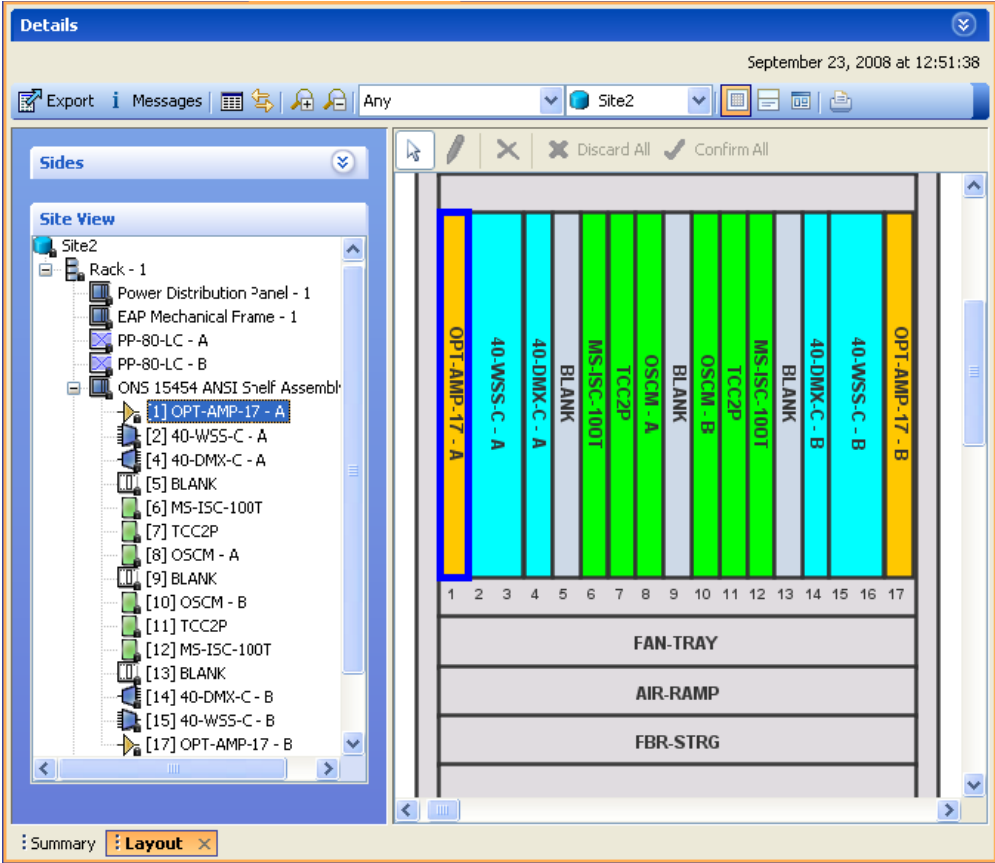 Details
September 23, 2008 at 12:51:38
Export Messages Any Site2
Discard All Confirm All
Sides
Site View
Site2
Rack - 1
Power Distribution Panel - 1
EAP Mechanical Frame - 1
PP-80-LC - A
PP-80-LC - B
ONS 15454 ANSI Shelf Assembl
[1] OPT-AMP-17 - A
[2] 40-WSS-C - A
[4] 40-DMX-C - A
[5] BLANK
[6] MS-ISC-100T
[7] TCC2P
[8] OSCM - A
[9] BLANK
[10] OSCM - B
[11] TCC2P
[12] MS-ISC-100T
[13] BLANK
[14] 40-DMX-C - B
[15] 40-WSS-C - B
[17] OPT-AMP-17 - B
OPT-AMP-17 - A
40-WSS-C - A
40-DMX-C - A
BLANK
MS-ISC-100T
TCC2P
OSCM - A
BLANK
OSCM - B
TCC2P
MS-ISC-100T
BLANK
40-DMX-C - B
40-WSS-C - B
OPT-AMP-17 - B
1 2 3 4 5 6 7 8 9 10 11 12 13 14 15 16 17
FAN-TRAY
AIR-RAMP
FBR-STRG
Summary Layout